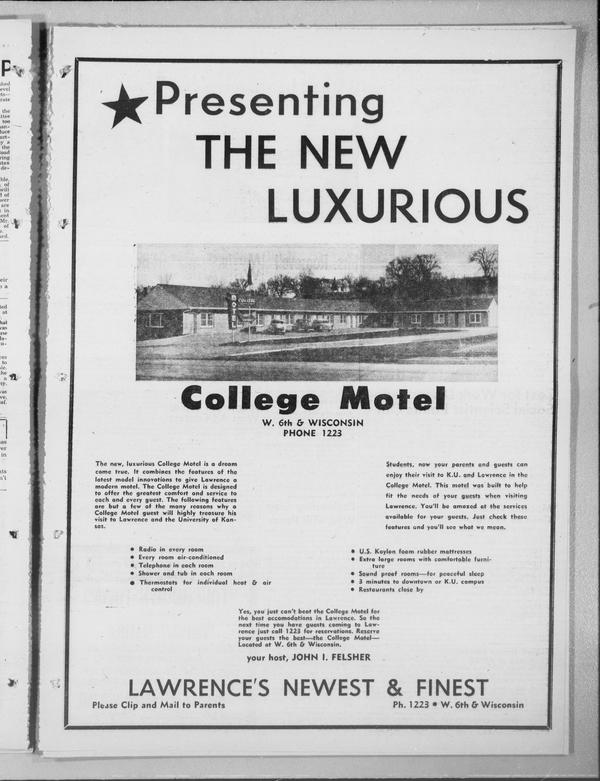 Presenting
THE NEW
LUXURIOUS
COLLEGE
MOTEL
College Motel
W. 6th & WISCONSIN
PHONE 1223
The new, luxurious College Motel is a dream
come true. It combines the features of the
latest model innovations to give Lawrence a
modern motel. The College Motel is designed
to offer the greatest comfort and service to
each and every guest. The following features
are but a few of the many reasons why a
College Motel guest will highly treasure his
visit to Lawrence and the University of Kan-
sas.
Students, now your parents and guests can
enjoy their visit to K.U. and Lawrence in the
College Motel. This motel was built to help
fit the needs of your guests when visiting
Lawrence. You'll be amazed at the services
available for your guests. Just check these
features and you'll see what we mean.
• Radio in every room
• Every room air-conditioned
• Telephone in each room
• Shower and tub in each room
• Thermostats for individual heat & air
control
• U.S. Koylon foam rubber mattresses
• Extra large rooms with comfortable furni-
ture
• Sound proof rooms—for peaceful sleep
• 3 minutes to downtown or K.U. campus
• Restaurants close by
Yes, you just can't beat the College Motel for
the best accomodations in Lawrence. So the
next time you have guests coming to Law-
rence just call 1223 for reservations. Reserve
your guests the best—the College Motel—
Located at W. 6th & Wisconsin.
your host, JOHN I. FELSHER
LAWRENCE'S NEWEST & FINEST
Please Clip and Mail to Parents
Ph. 1223 • W. 6th & Wisconsin